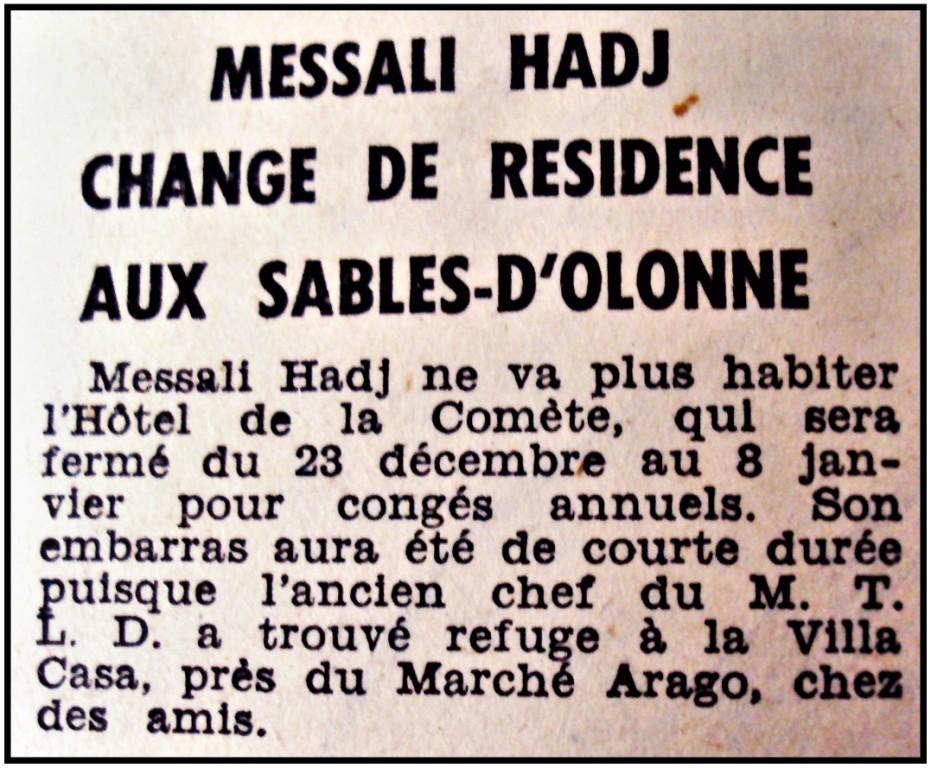 MESSALI HADJ
CHANGE DE RESIDENCE
AUX SABLES-D'OLONNE
Messali Hadj ne va plus habiter
l'Hôtel de la Comète, qui sera
fermé du 23 décembre au 8 jan-
vier pour congés annuels. Son
embarras aura été de courte durée
puisque l'ancien chef du M. T.
L. D. a trouvé refuge à la Villa
Casa, près du Marché Arago, chez
des amis.